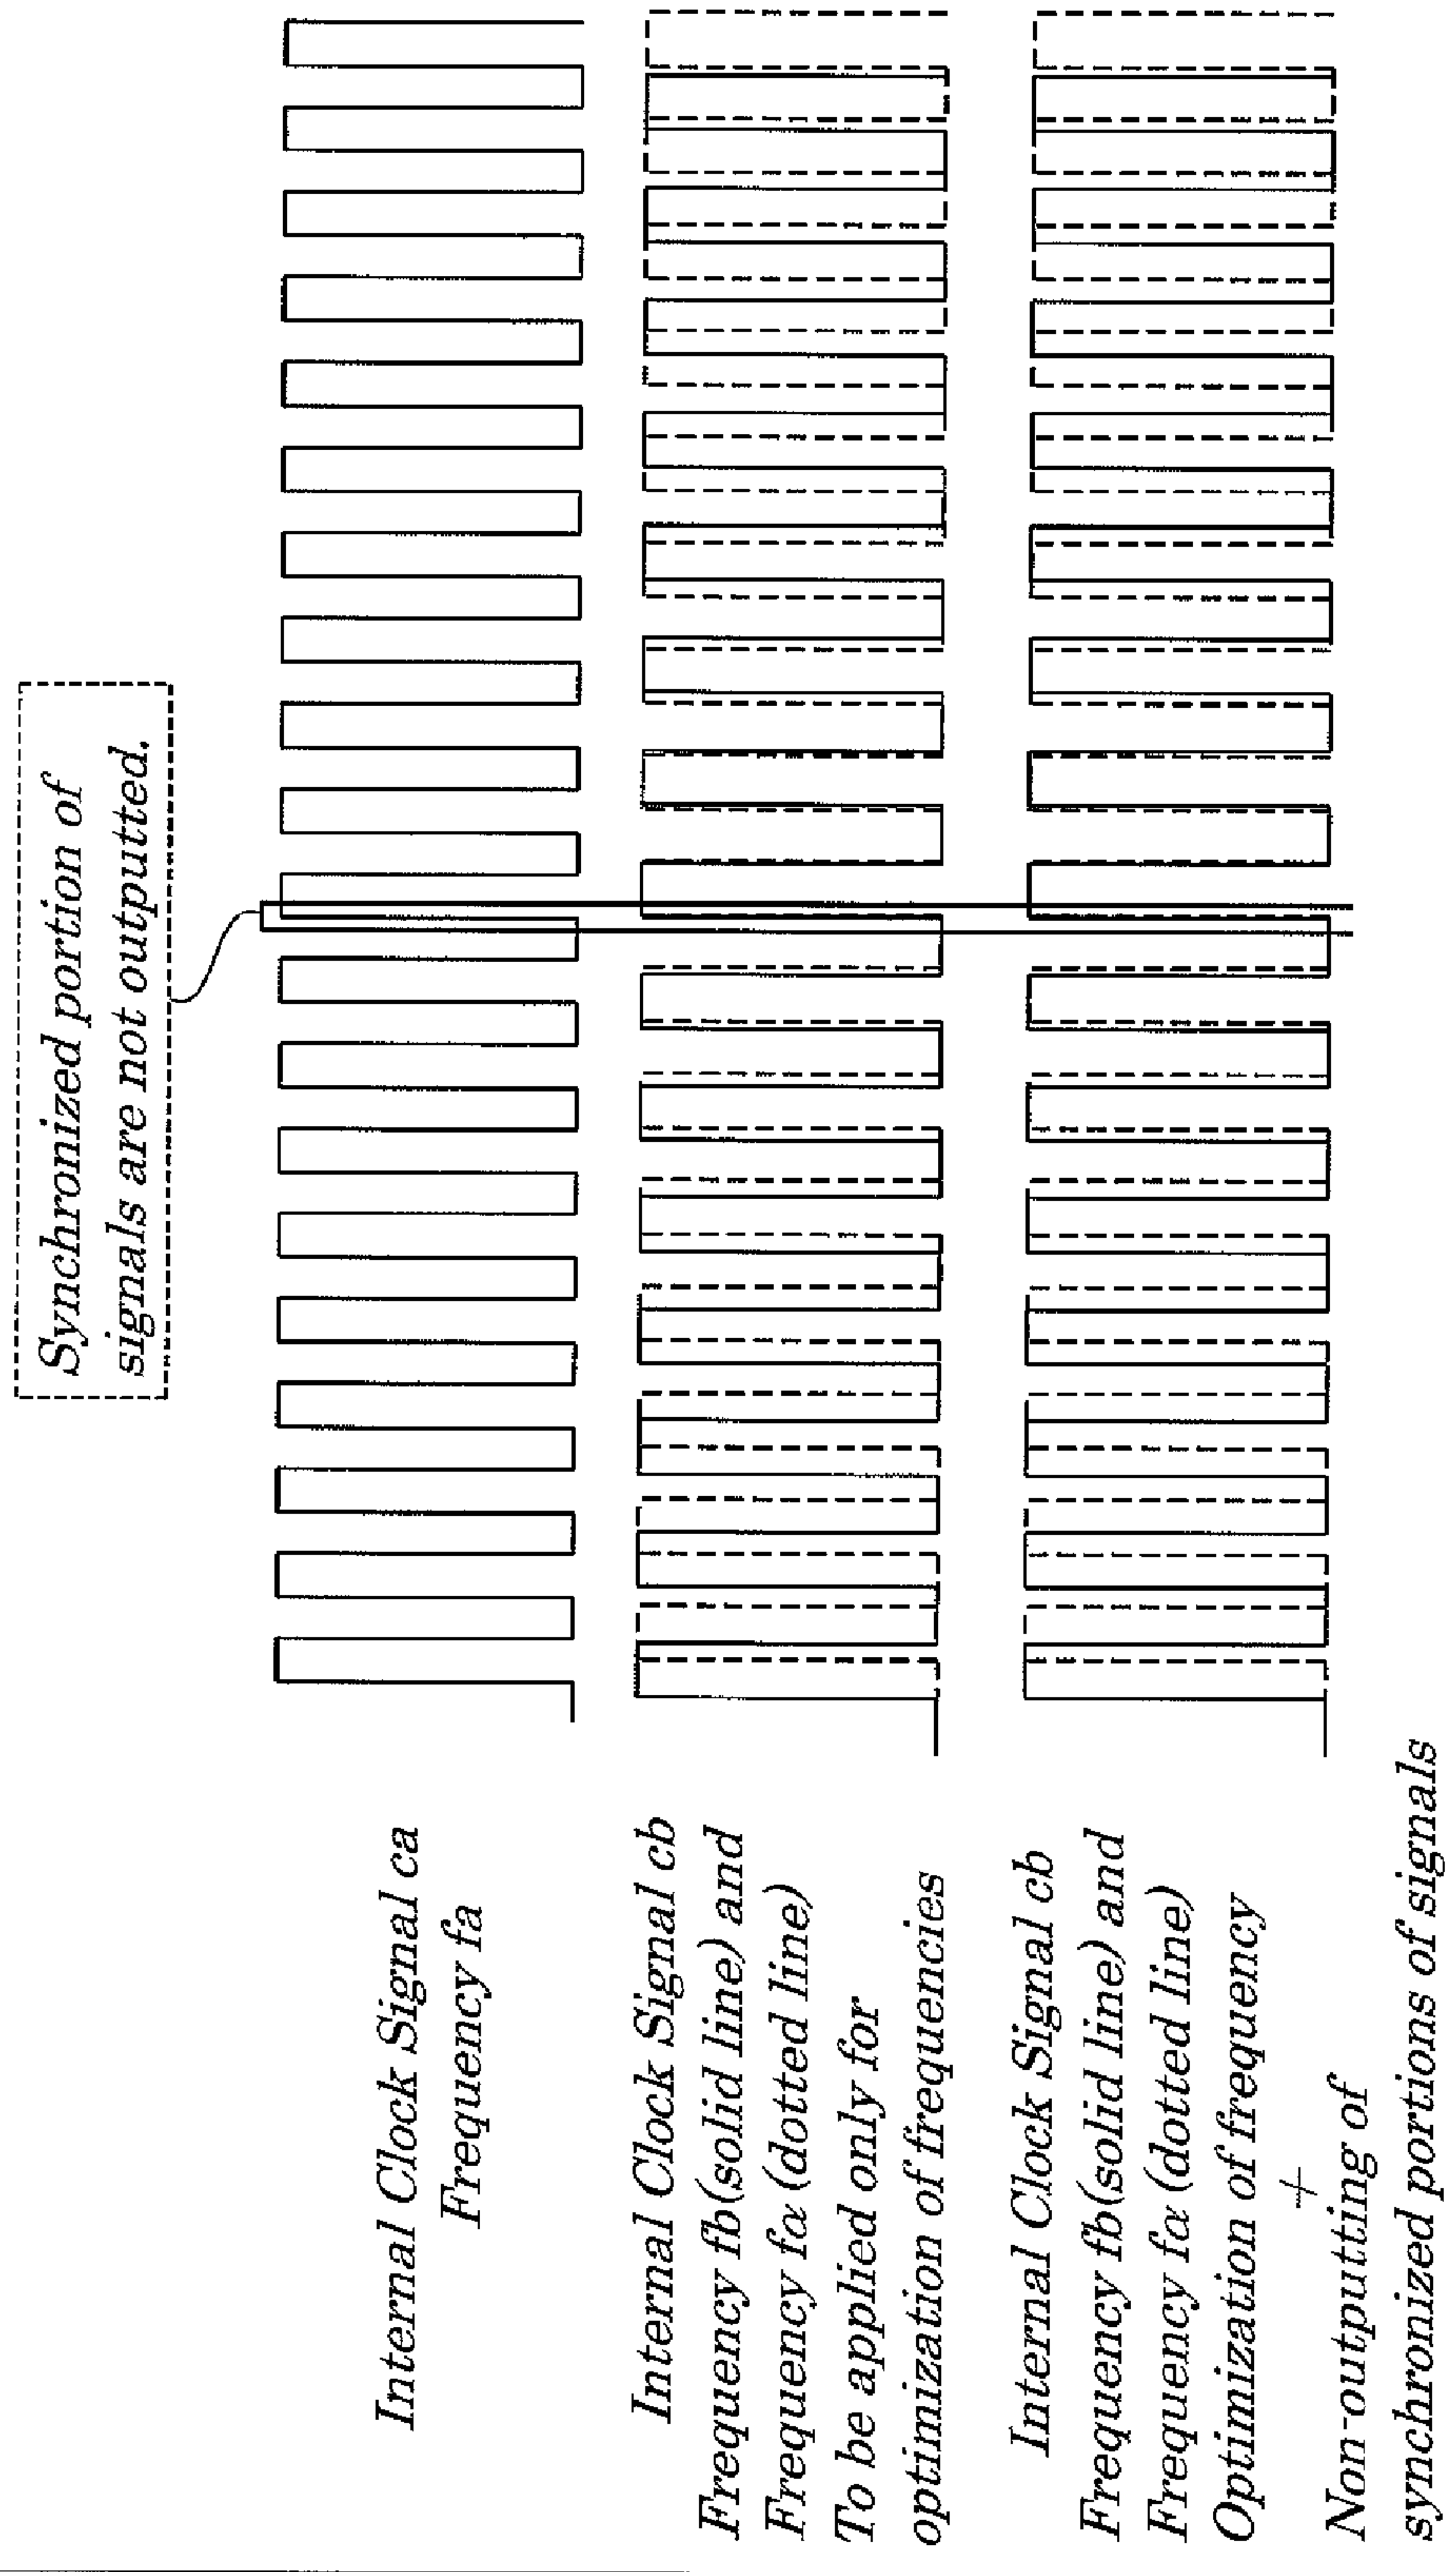 Synchronized portion of
signals are not outputted.
Internal Clock Signal ca
Frequency fa
Internal Clock Signal cb
Frequency fb(solid line) and
Frequency fα (dotted line)
To be applied only for
optimization of frequencies
Internal Clock Signal cb
Frequency fb(solid line) and
Frequency fα (dotted line)
Optimization of frequency
+
Non-outputting of
synchronized portions of signals